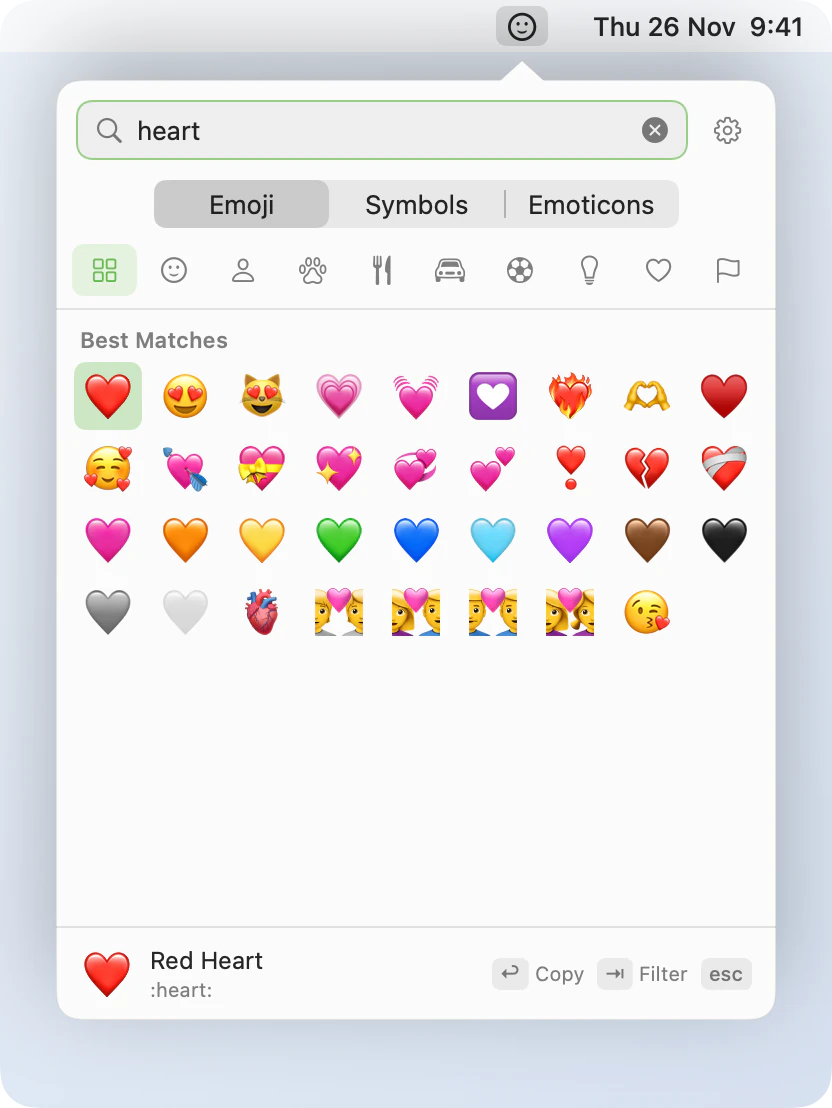 Thu 26 Nov 9:41
heart
Emoji
Symbols
Emoticons
Best Matches
Red Heart
:heart:
Copy
Filter
esc